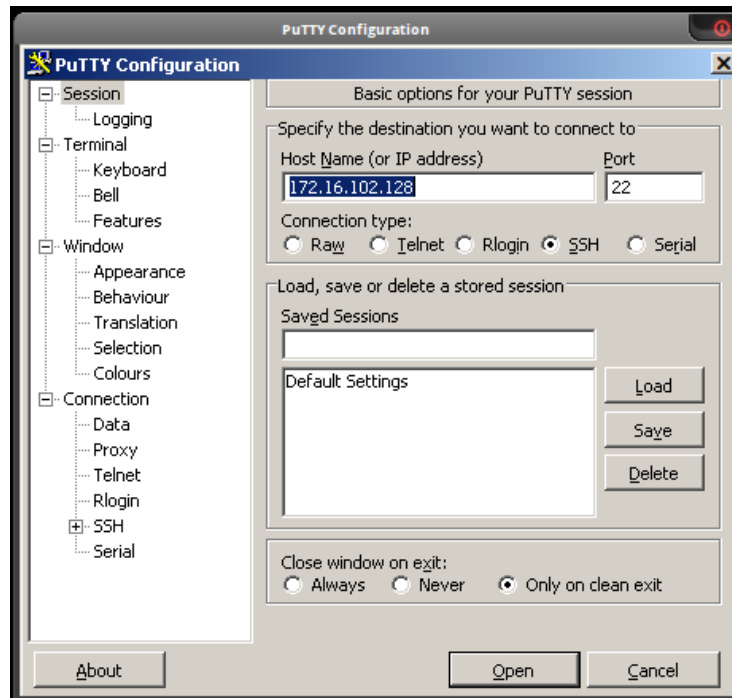 PuTTY Configuration
PuTTY Configuration
Session
Logging
Terminal
Keyboard
Bell
Features
Window
Appearance
Behaviour
Translation
Selection
Colours
Connection
Data
Proxy
Telnet
Rlogin
SSH
Serial
Basic options for your PuTTY session
Specify the destination you want to connect to
Host Name (or IP address) Port
172.16.102.128 22
Connection type:
Raw Telnet Rlogin SSH Serial
Load, save or delete a stored session
Saved Sessions
Default Settings
Load
Save
Delete
Close window on exit:
Always Never Only on clean exit
About Open Cancel